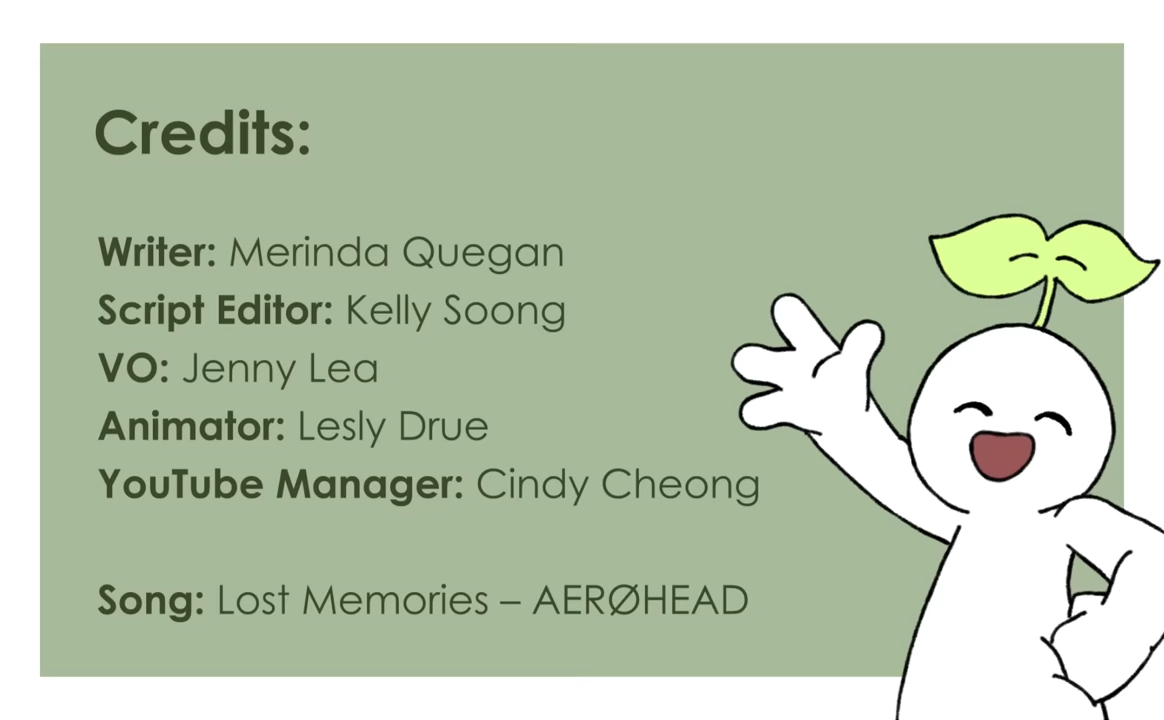 Credits:
Writer: Merinda Quegan
Script Editor: Kelly Soong
VO: Jenny Lea
Animator: Lesly Drue
YouTube Manager: Cindy Cheong
Song: Lost Memories – AERØHEAD